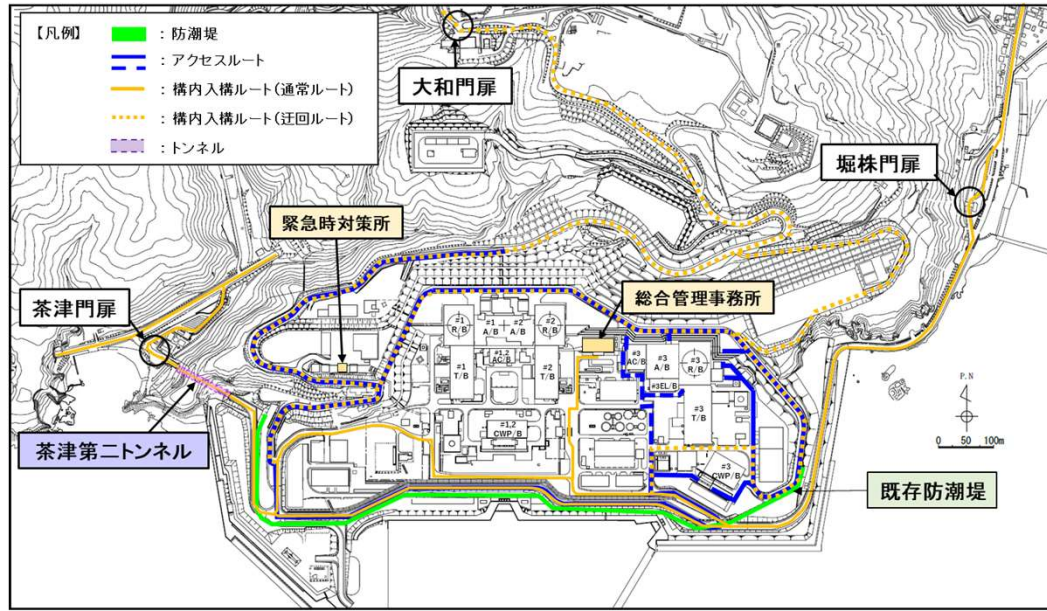 【凡例】
：防潮堤
：アクセスルート
：構内入構ルート(通常ルート)
：構内入構ルート(迂回ルート)
：トンネル
大和門扉
堀株門扉
緊急時対策所
総合管理事務所
茶津門扉
#1
R/B
#1
A/B
#2
A/B
#2
R/B
#1,2
AC/B
#1
T/B
#2
T/B
#1,2
CWP/B
#3
AC/B
#3
A/B
#3
R/B
#3EL/B
#3
T/B
#3
CWP/B
P.N
0 50 100m
茶津第二トンネル
既存防潮堤